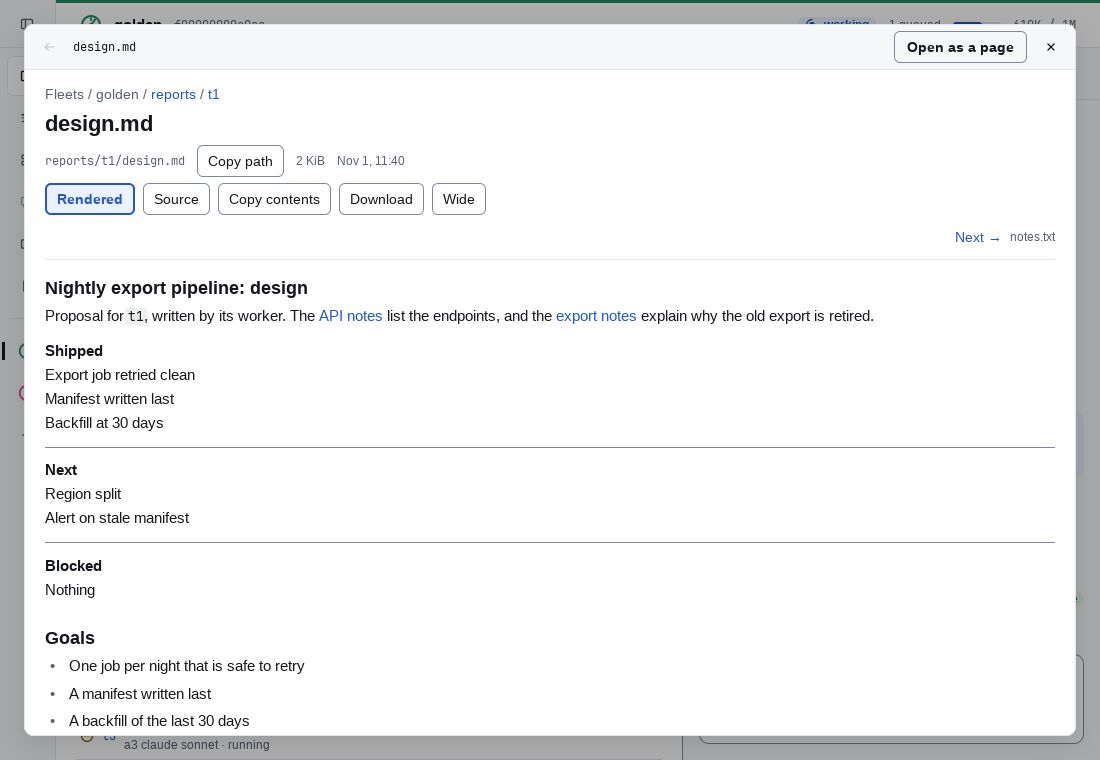 design.md
Open as a page
Fleets / golden / reports / t1
design.md
reports/t1/design.md Copy path 2 KiB Nov 1, 11:40
Rendered Source Copy contents Download Wide
Next → notes.txt
Nightly export pipeline: design
Proposal for t1, written by its worker. The API notes list the endpoints, and the export notes explain why the old export is retired.
Shipped
Export job retried clean
Manifest written last
Backfill at 30 days
Next
Region split
Alert on stale manifest
Blocked
Nothing
Goals
• One job per night that is safe to retry
• A manifest written last
• A backfill of the last 30 days
a3 claude sonnet · running